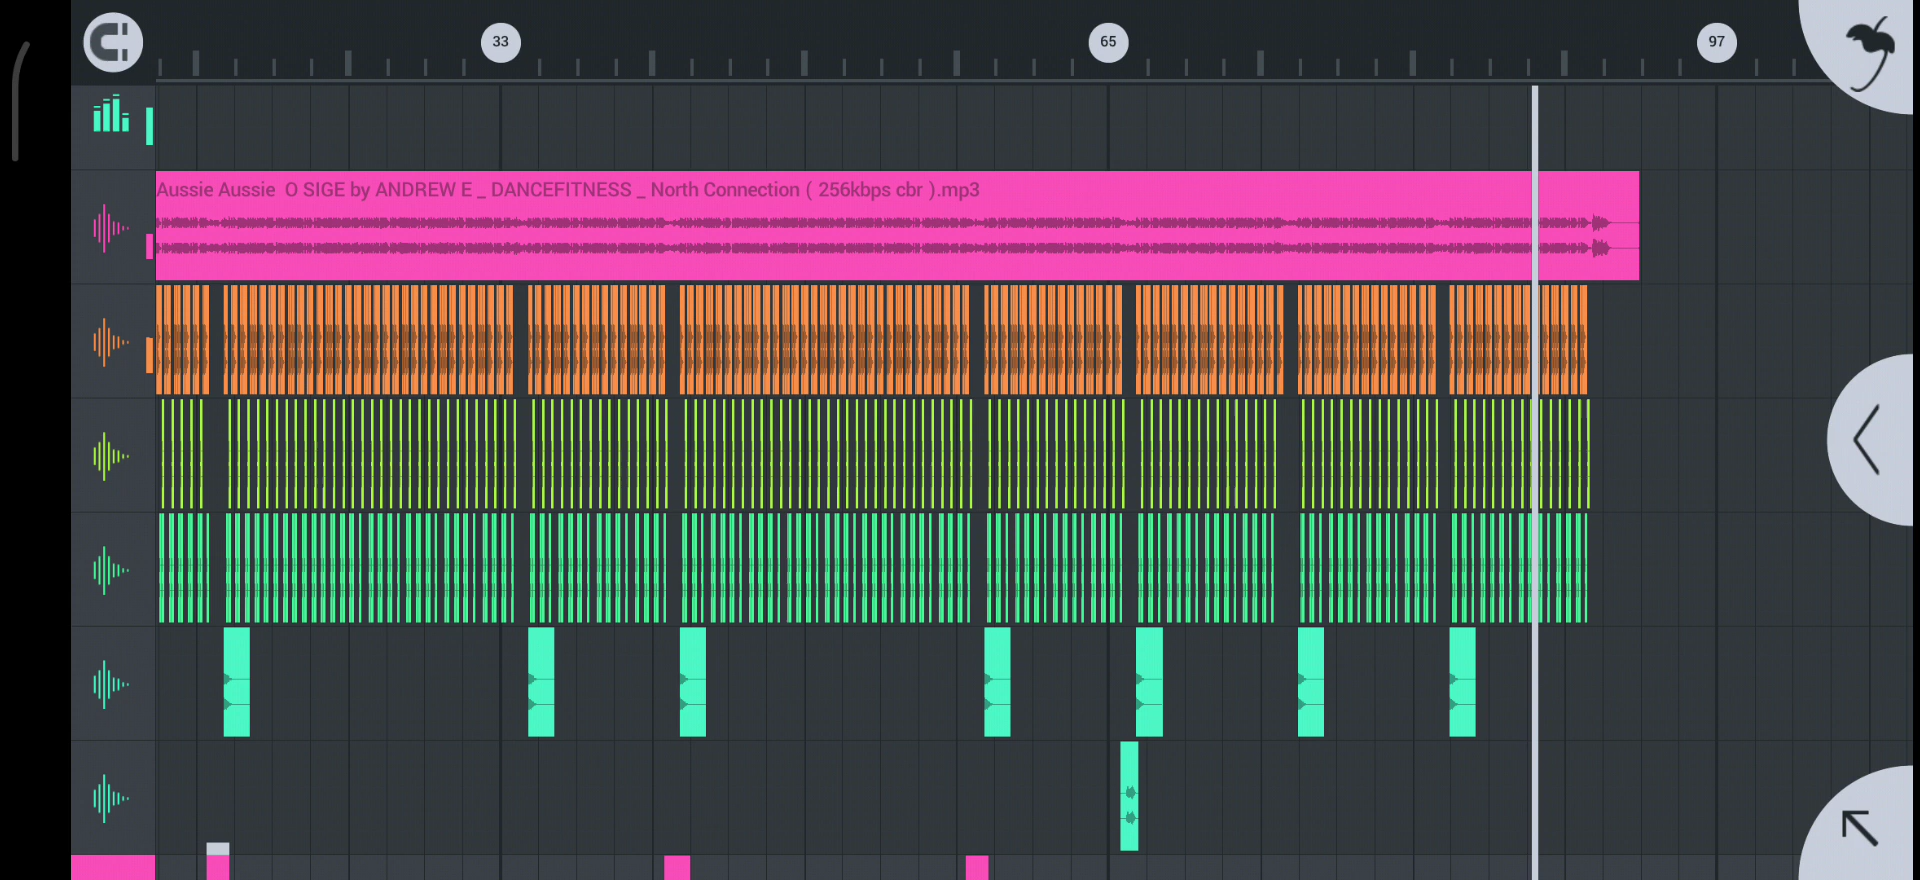 33
65
97
Aussie Aussie  O SIGE by ANDREW E _ DANCEFITNESS _ North Connection ( 256kbps cbr ).mp3